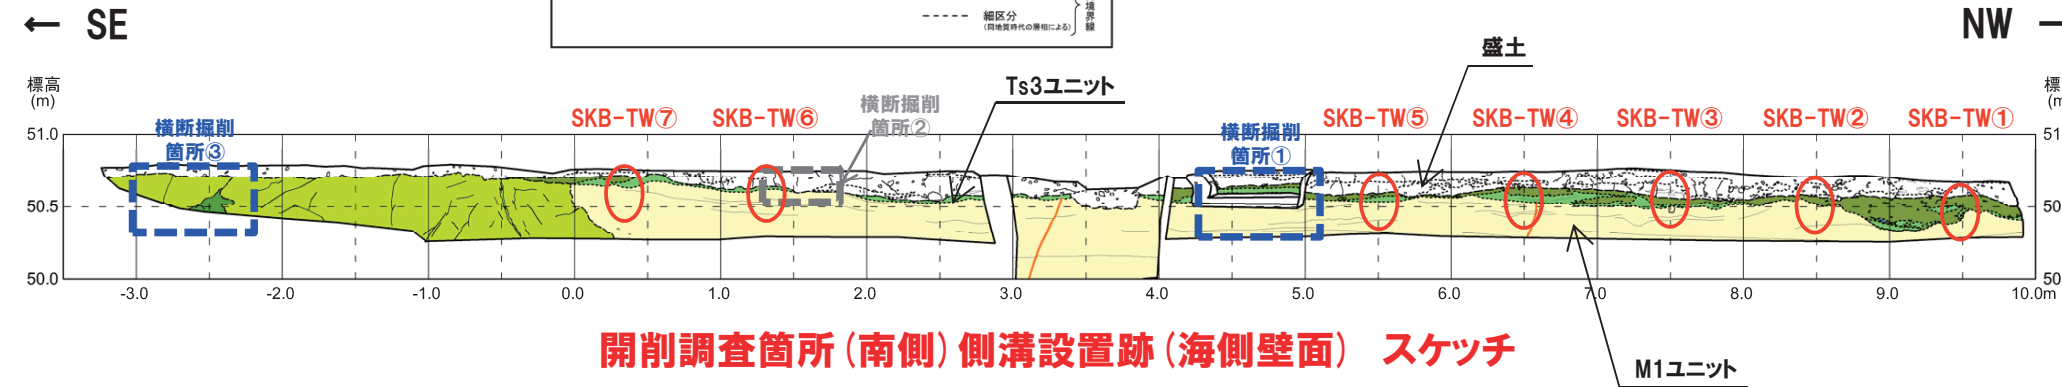 ← SE
細区分
(同地質時代の層相による)
境界線
NW
盛土
標高
(m)
Ts3ユニット
標
(m
SKB-TW⑦
SKB-TW⑥
横断掘削
箇所②
SKB-TW⑤
SKB-TW④
SKB-TW③
SKB-TW②
SKB-TW①
横断掘削
箇所③
横断掘削
箇所①
51.0
51
50.5
50
50.0
50
-3.0
-2.0
-1.0
0.0
1.0
2.0
3.0
4.0
5.0
6.0
7.0
8.0
9.0
10.0m
開削調査箇所(南側)側溝設置跡(海側壁面) スケッチ
M1ユニット